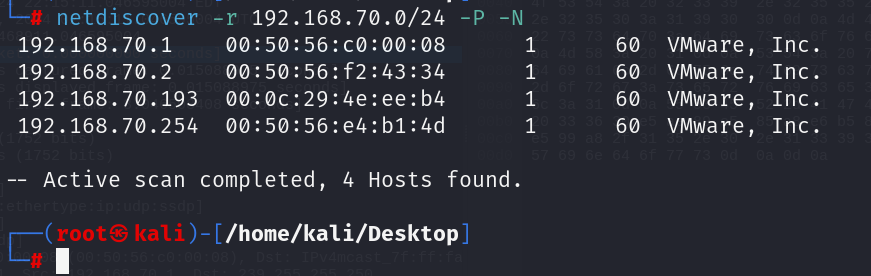 └─# netdiscover -r 192.168.70.0/24 -P -N
192.168.70.1 00:50:56:c0:00:08 1 60 VMware, Inc.
192.168.70.2 00:50:56:f2:43:34 1 60 VMware, Inc.
192.168.70.193 00:0c:29:4e:ee:b4 1 60 VMware, Inc.
192.168.70.254 00:50:56:e4:b1:4d 1 60 VMware, Inc.
-- Active scan completed, 4 Hosts found.
┌──(root㉿kali)-[/home/kali/Desktop]
└─#